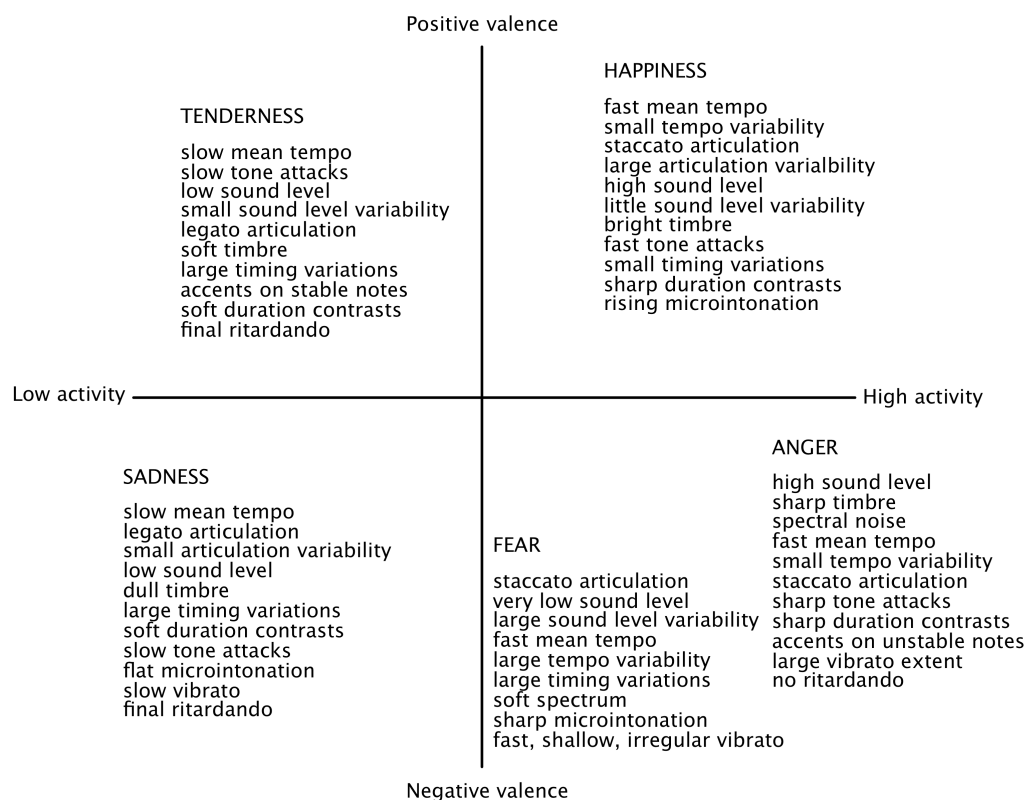 Positive valence
TENDERNESS
slow mean tempo
slow tone attacks
low sound level
small sound level variability
legato articulation
soft timbre
large timing variations
accents on stable notes
soft duration contrasts
final ritardando
HAPPINESS
fast mean tempo
small tempo variability
staccato articulation
large articulation varialbility
high sound level
little sound level variability
bright timbre
fast tone attacks
small timing variations
sharp duration contrasts
rising microintonation
Low activity
High activity
SADNESS
slow mean tempo
legato articulation
small articulation variability
low sound level
dull timbre
large timing variations
soft duration contrasts
slow tone attacks
flat microintonation
slow vibrato
final ritardando
FEAR
staccato articulation
very low sound level
large sound level variability
fast mean tempo
large tempo variability
large timing variations
soft spectrum
sharp microintonation
fast, shallow, irregular vibrato
ANGER
high sound level
sharp timbre
spectral noise
fast mean tempo
small tempo variability
staccato articulation
sharp tone attacks
sharp duration contrasts
accents on unstable notes
large vibrato extent
no ritardando
Negative valence